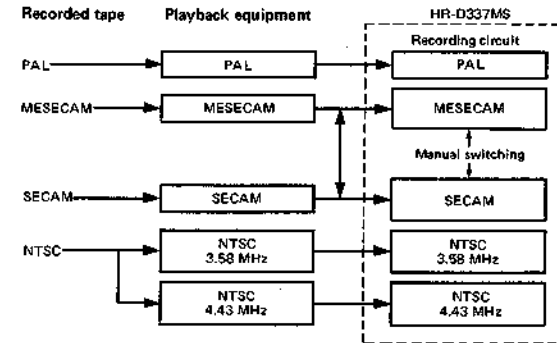 Recorded tape Playback equipment HR-D337MS
Recording circuit
PAL PAL PAL
MESECAM MESECAM MESECAM
Manual switching
SECAM SECAM SECAM
NTSC NTSC NTSC
3.58 MHz 3.58 MHz
NTSC NTSC
4.43 MHz 4.43 MHz